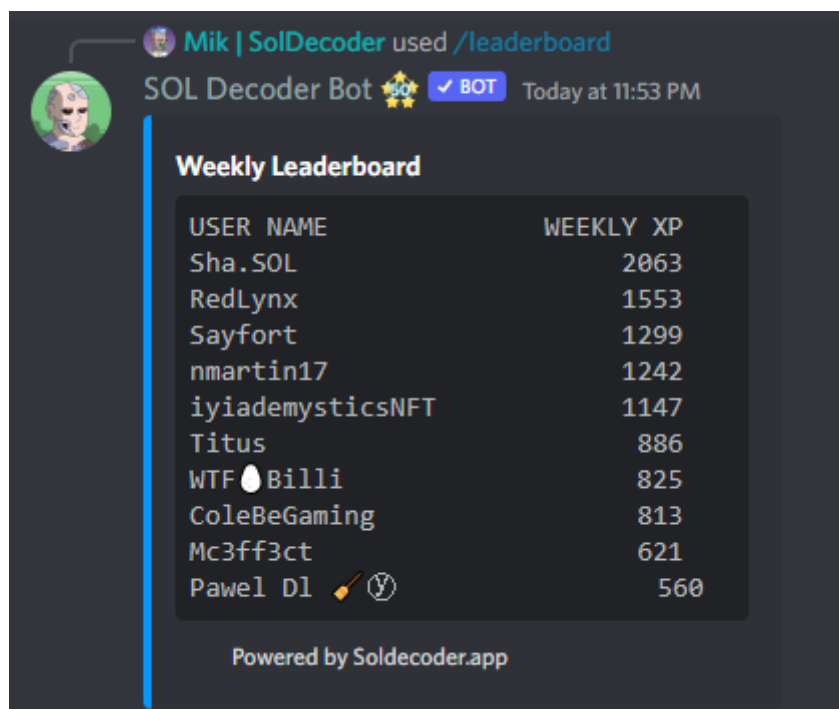 Mik | SolDecoder used /leaderboard
SOL Decoder Bot ✓ BOT Today at 11:53 PM
Weekly Leaderboard
USER NAME WEEKLY XP
Sha.SOL 2063
RedLynx 1553
Sayfort 1299
nmartin17 1242
iyiademysticsNFT 1147
Titus 886
WTF🥚Billi 825
ColeBeGaming 813
Mc3ff3ct 621
Pawel Dl 🧹ⓨ 560
Powered by Soldecoder.app